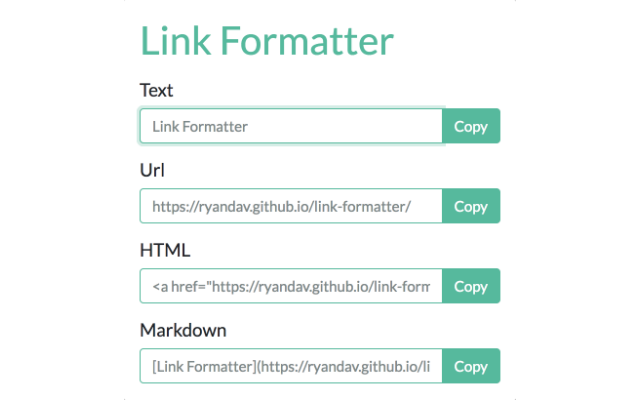 Link Formatter
Text
Link Formatter Copy
Url
https://ryandav.github.io/link-formatter/ Copy
HTML
<a href="https://ryandav.github.io/link-form Copy
Markdown
[Link Formatter](https://ryandav.github.io/li Copy